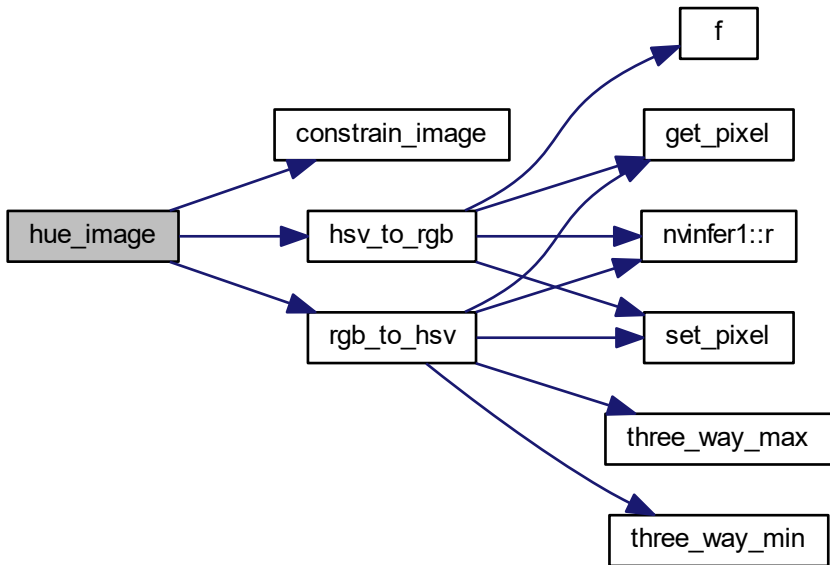 f
constrain_image
get_pixel
hue_image
hsv_to_rgb
nvinfer1::r
rgb_to_hsv
set_pixel
three_way_max
three_way_min